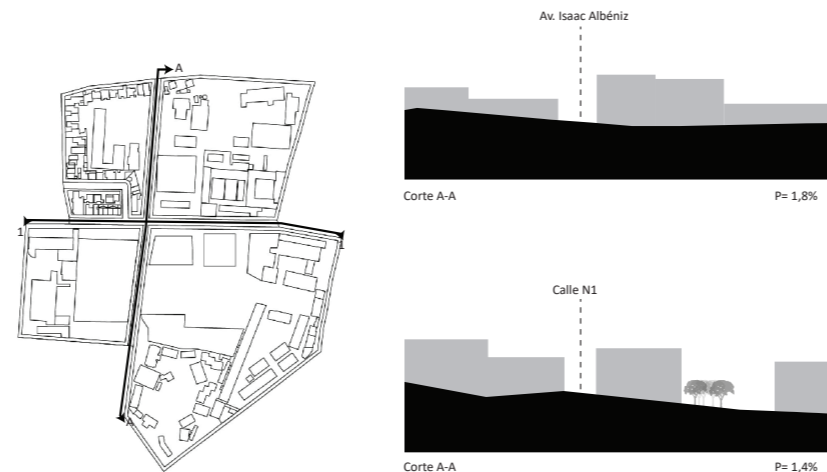 A
1
1
A
Av. Isaac Albéniz
Corte A-A
P= 1,8%
Calle N1
Corte A-A
P= 1,4%